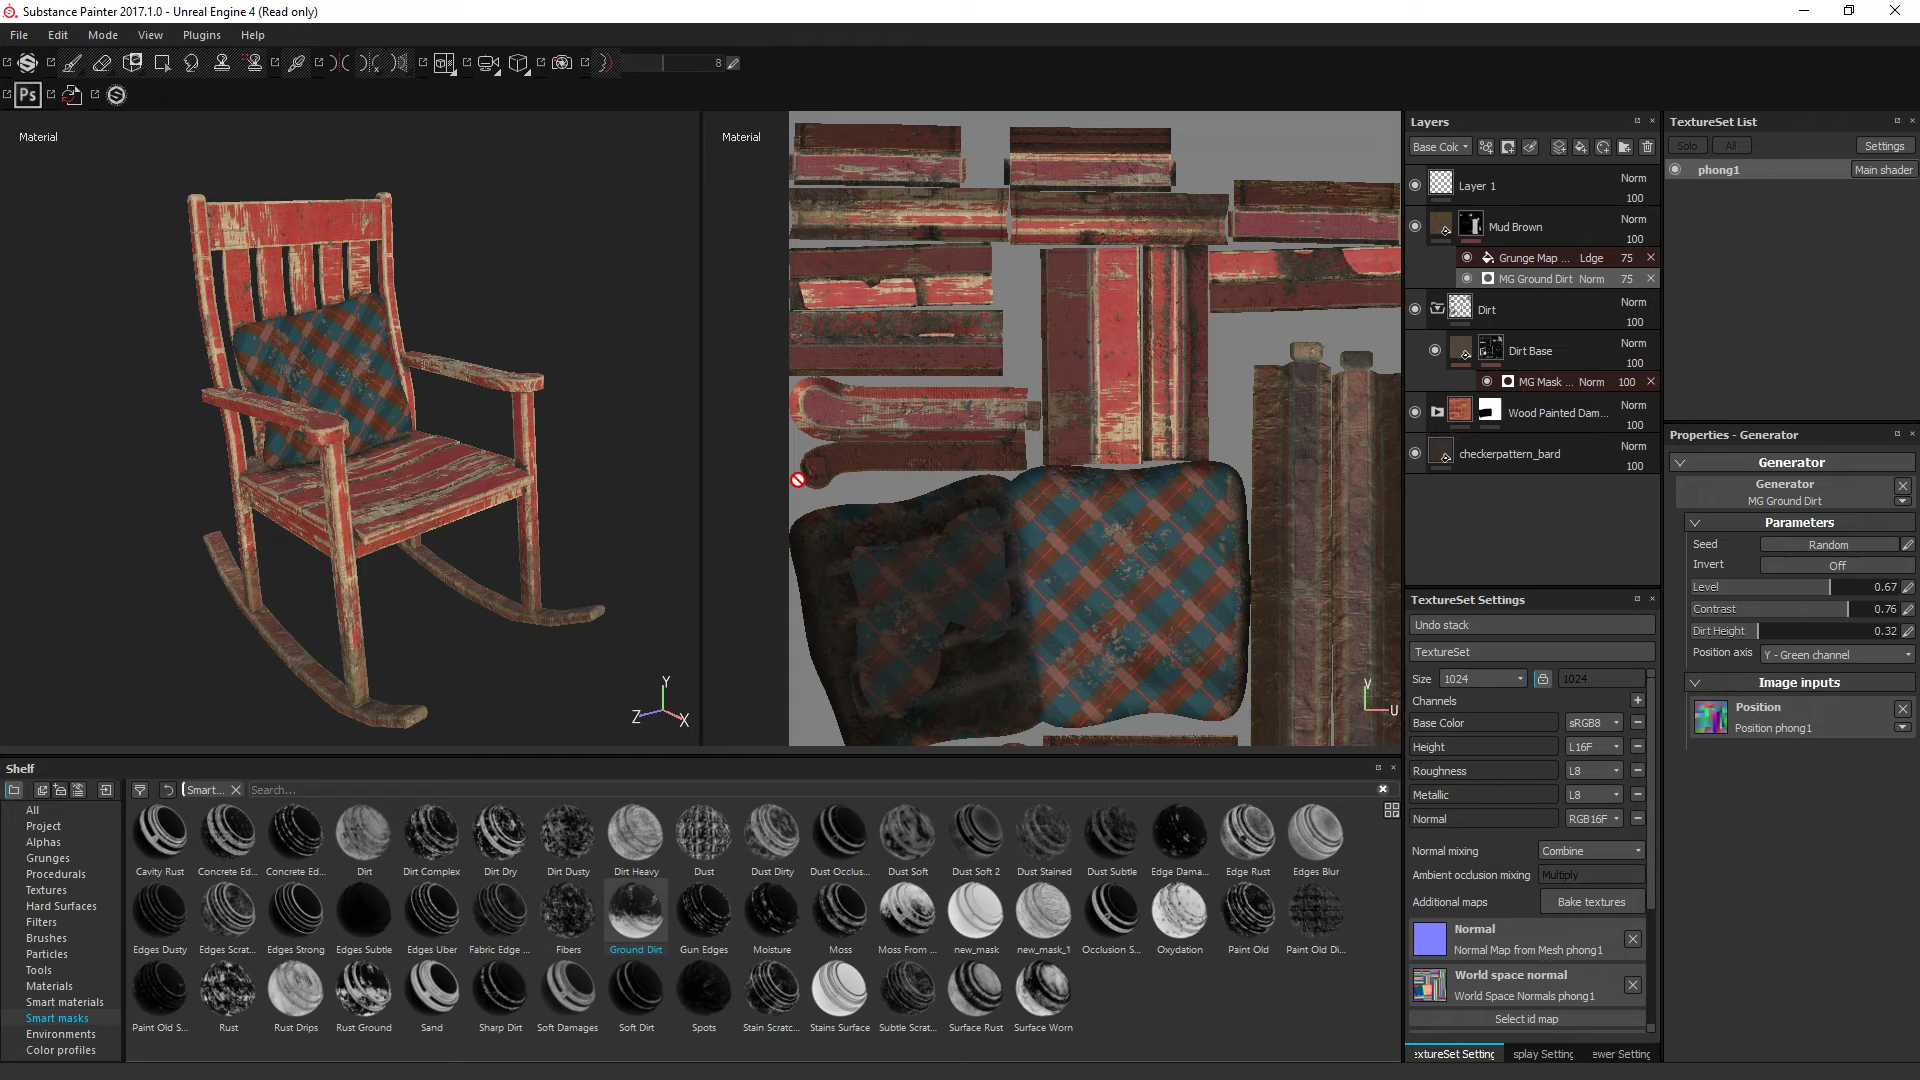 Substance Painter 2017.1.0 - Unreal Engine 4 (Read only)
File Edit Mode View Plugins Help
8
Ps
Material
Material
Y
Z
X
V
U
Layers
Base Colc
Layer 1 Norm 100
Mud Brown Norm 100
Grunge Map ... Ldge 75
MG Ground Dirt Norm 75
Dirt Norm 100
Dirt Base Norm 100
MG Mask ... Norm 100
Wood Painted Dam... Norm 100
checkerpattern_bard Norm 100
TextureSet List
Solo All Settings
phong1 Main shader
TextureSet Settings
Undo stack
TextureSet
Size 1024 1024
Channels
Base Color sRGB8
Height L16F
Roughness L8
Metallic L8
Normal RGB16F
Normal mixing Combine
Ambient occlusion mixing Multiply
Additional maps Bake textures
Normal
Normal Map from Mesh phong1
World space normal
World Space Normals phong1
Select id map
extureSet Setting splay Setting ewer Setting
Properties - Generator
Generator
Generator
MG Ground Dirt
Parameters
Seed Random
Invert Off
Level 0.67
Contrast 0.76
Dirt Height 0.32
Position axis Y - Green channel
Image inputs
Position
Position phong1
Shelf
Smart... Search...
All
Project
Alphas
Grunges
Procedurals
Textures
Hard Surfaces
Filters
Brushes
Particles
Tools
Materials
Smart materials
Smart masks
Environments
Color profiles
Cavity Rust Concrete Ed... Concrete Ed... Dirt Dirt Complex Dirt Dry Dirt Dusty Dirt Heavy Dust Dust Dirty Dust Occlus... Dust Soft Dust Soft 2 Dust Stained Dust Subtle Edge Dama... Edge Rust Edges Blur
Edges Dusty Edges Scrat... Edges Strong Edges Subtle Edges Uber Fabric Edge ... Fibers Ground Dirt Gun Edges Moisture Moss Moss From ... new_mask new_mask_1 Occlusion S... Oxydation Paint Old Paint Old Di...
Paint Old S... Rust Rust Drips Rust Ground Sand Sharp Dirt Soft Damages Soft Dirt Spots Stain Scratc... Stains Surface Subtle Scrat... Surface Rust Surface Worn